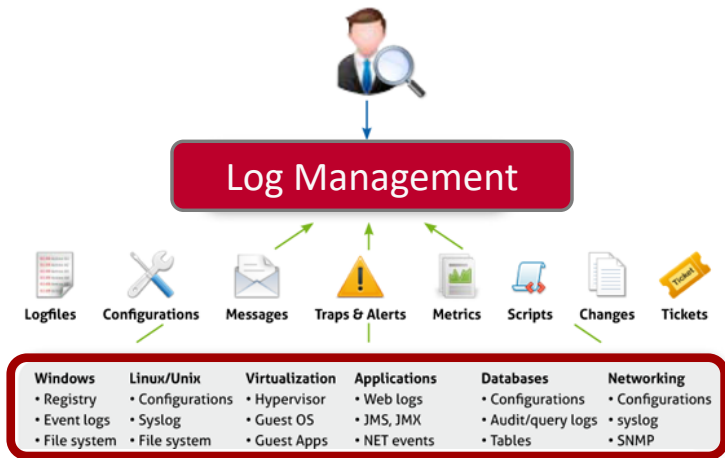 Log Management
Logfiles
Configurations
Messages
Traps & Alerts
Metrics
Scripts
Changes
Ticket
Tickets
Windows
• Registry
• Event logs
• File system
Linux/Unix
• Configurations
• Syslog
• File system
Virtualization
• Hypervisor
• Guest OS
• Guest Apps
Applications
• Web logs
• JMS, JMX
• NET events
Databases
• Configurations
• Audit/query logs
• Tables
Networking
• Configurations
• syslog
• SNMP